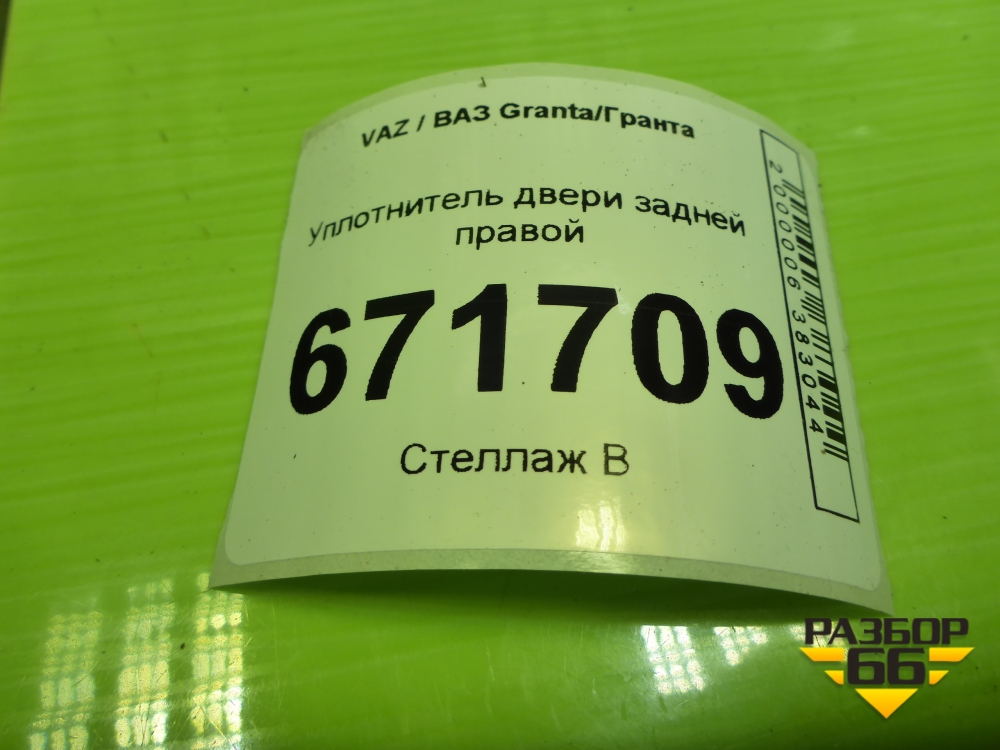 VAZ / ВАЗ Granta/Гранта
Уплотнитель двери задней
правой
671709
Стеллаж В
2000006383044
РАЗБОР
66